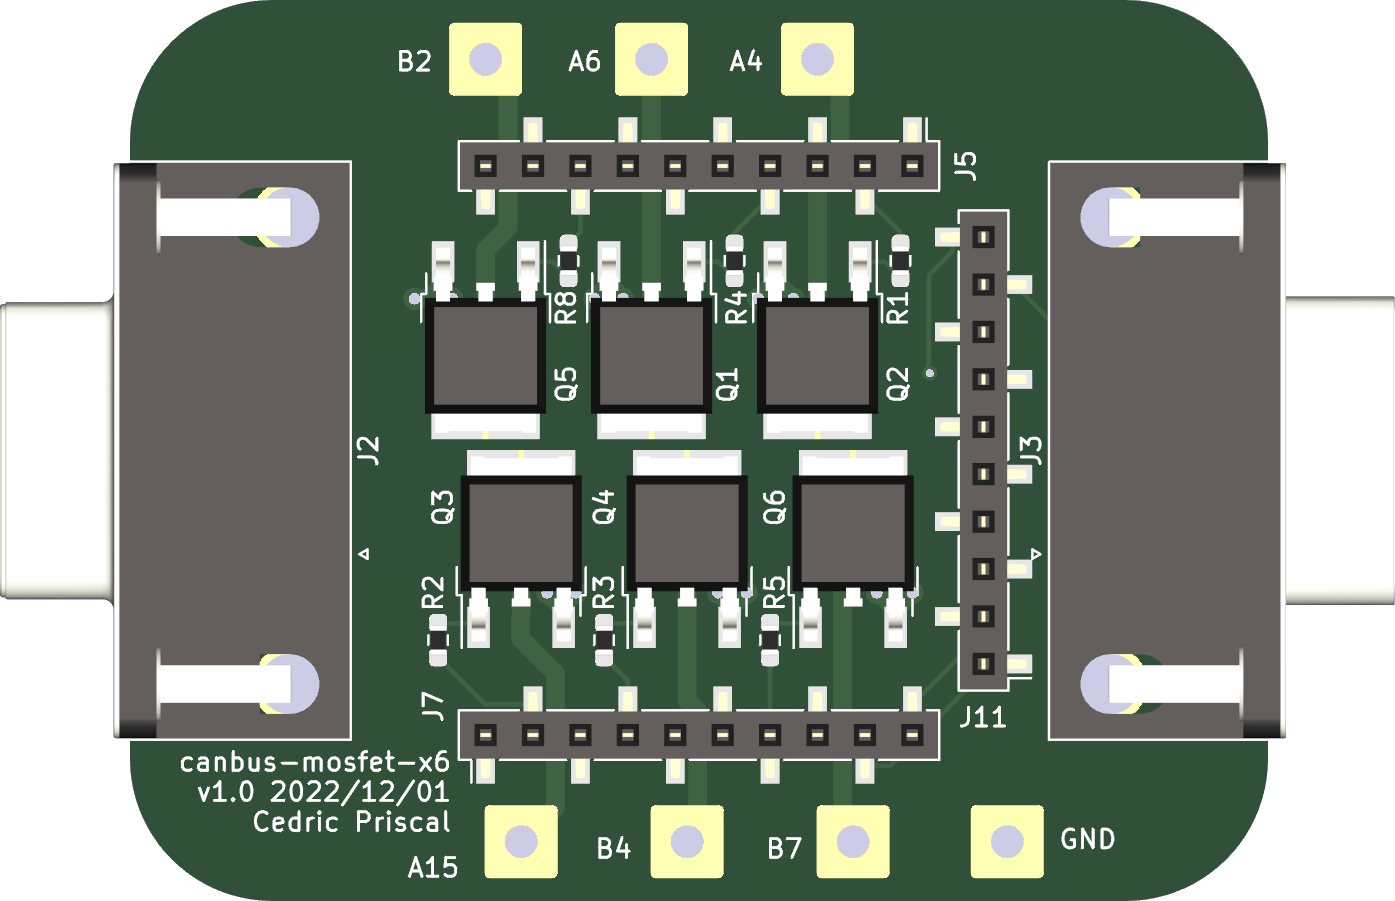 B2
A6
A4
J5
R8
R4
R1
Q5
Q1
Q2
J2
J3
Q3
Q4
Q6
R2
R3
R5
J7
J11
canbus-mosfet-x6
v1.0 2022/12/01
Cedric Priscal
A15
B4
B7
GND